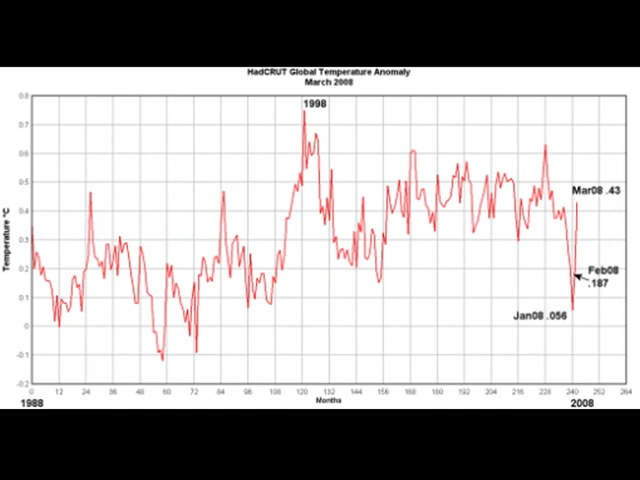 HadCRUT Global Temperature Anomaly
March 2008
0.8
1998
0.7
0.6
0.5
Mar08 .43
0.4
Temperature °C
0.3
0.2
Feb08
.187
0.1
Jan08 .056
0
-0.1
-0.2
0 12 24 36 48 60 72 84 96 108 120 132 144 156 168 180 192 204 216 228 240 252 264
1988 Months 2008